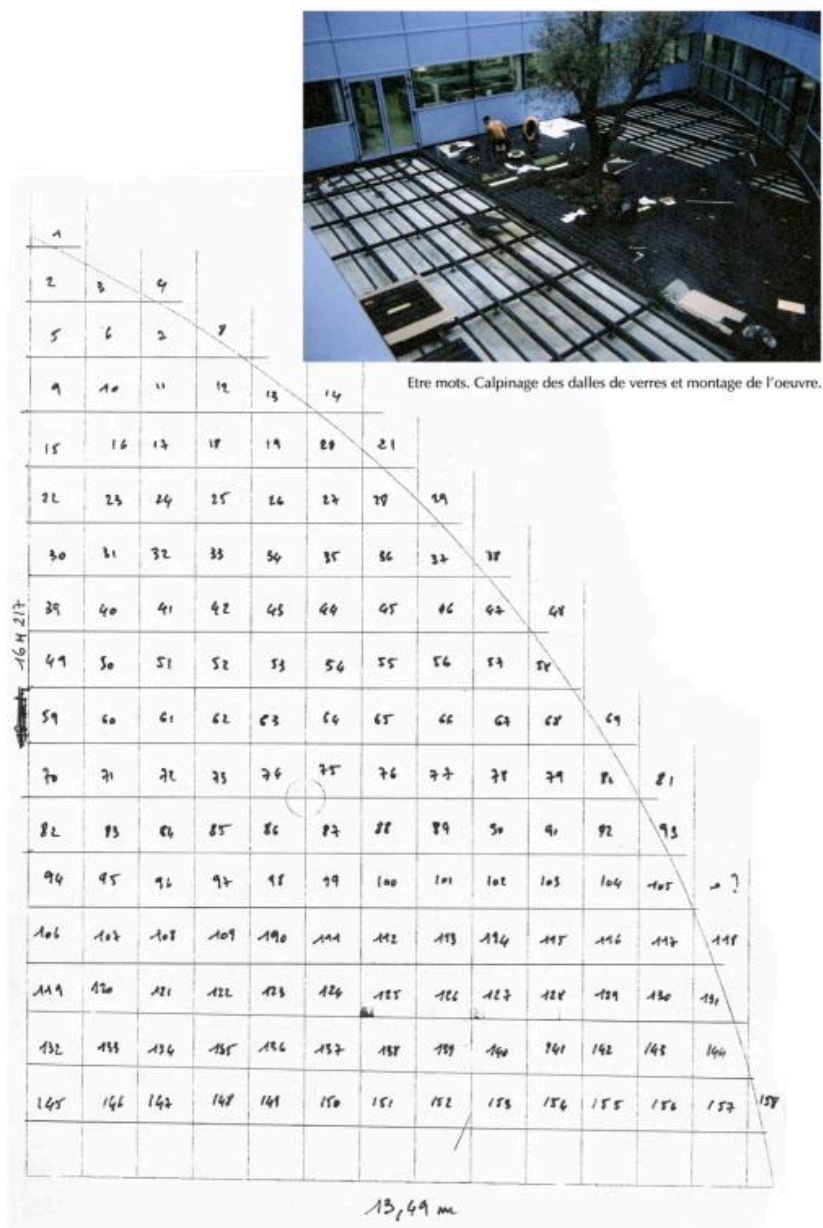 Etre mots. Calpinage des dalles de verres et montage de l'oeuvre.
1
2 3 4
5 6 7 8
9 10 11 12 13 14
15 16 17 18 19 20 21
22 23 24 25 26 27 28 29
30 31 32 33 34 35 36 37 38
39 40 41 42 43 44 45 46 47 48
49 50 51 52 53 54 55 56 57 58
59 60 61 62 63 64 65 66 67 68 69
70 71 72 73 74 75 76 77 78 79 80 81
82 83 84 85 86 87 88 89 90 91 92 93
94 95 96 97 98 99 100 101 102 103 104 105 ?
106 107 108 109 110 111 112 113 114 115 116 117 118
119 120 121 122 123 124 125 126 127 128 129 130 131
132 133 134 135 136 137 138 139 140 141 142 143 144
145 146 147 148 149 150 151 152 153 154 155 156 157 158
16 M 217
13,49 m